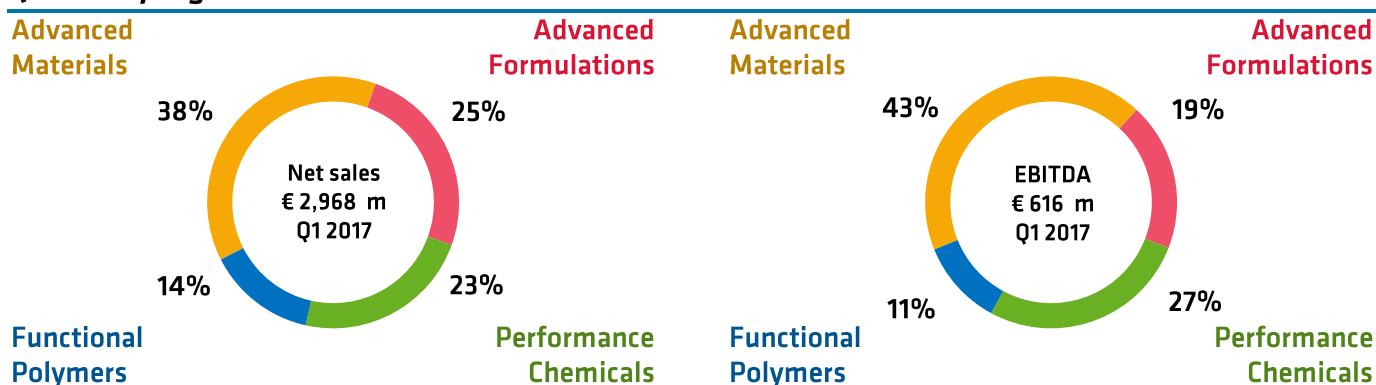 Advanced
Materials
Advanced
Formulations
38%
25%
Net sales
€ 2,968 m
Q1 2017
14%
23%
Functional
Polymers
Performance
Chemicals
Advanced
Materials
Advanced
Formulations
43%
19%
EBITDA
€ 616 m
Q1 2017
11%
27%
Functional
Polymers
Performance
Chemicals